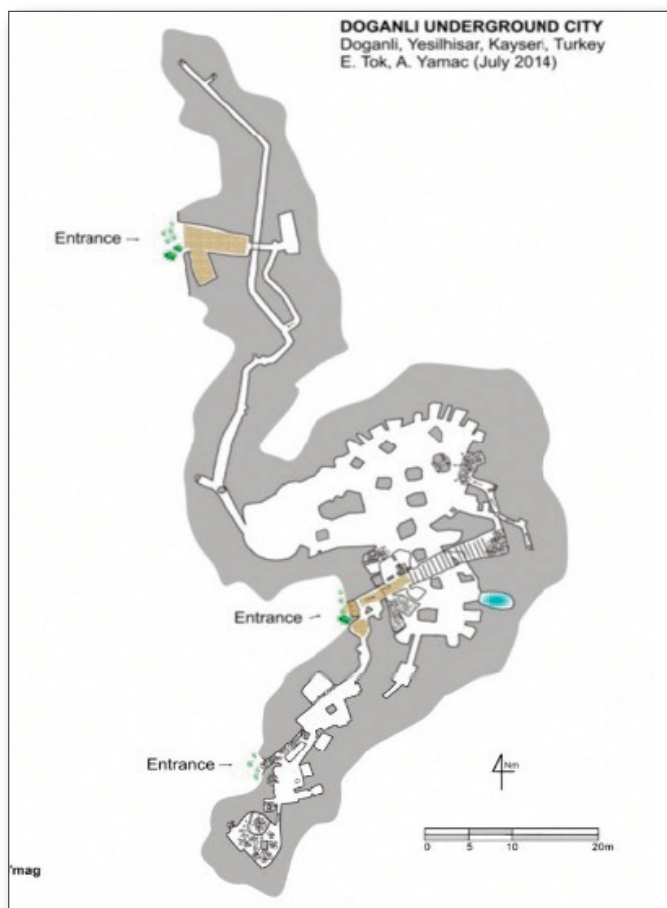 DOGANLI UNDERGROUND CITY
Doganli, Yesilhisar, Kayseri, Turkey
E. Tok, A. Yamac (July 2014)
Entrance →
Entrance →
Entrance →
Nm
0 5 10 20m
'mag